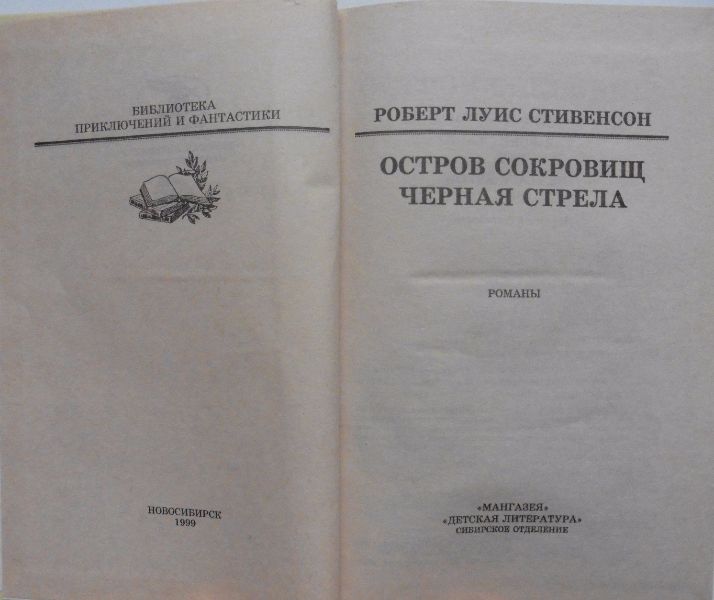 БИБЛИОТЕКА
ПРИКЛЮЧЕНИЙ И ФАНТАСТИКИ
НОВОСИБИРСК
1999
РОБЕРТ ЛУИС СТИВЕНСОН
ОСТРОВ СОКРОВИЩ
ЧЕРНАЯ СТРЕЛА
РОМАНЫ
«МАНГАЗЕЯ»
«ДЕТСКАЯ ЛИТЕРАТУРА»
СИБИРСКОЕ ОТДЕЛЕНИЕ